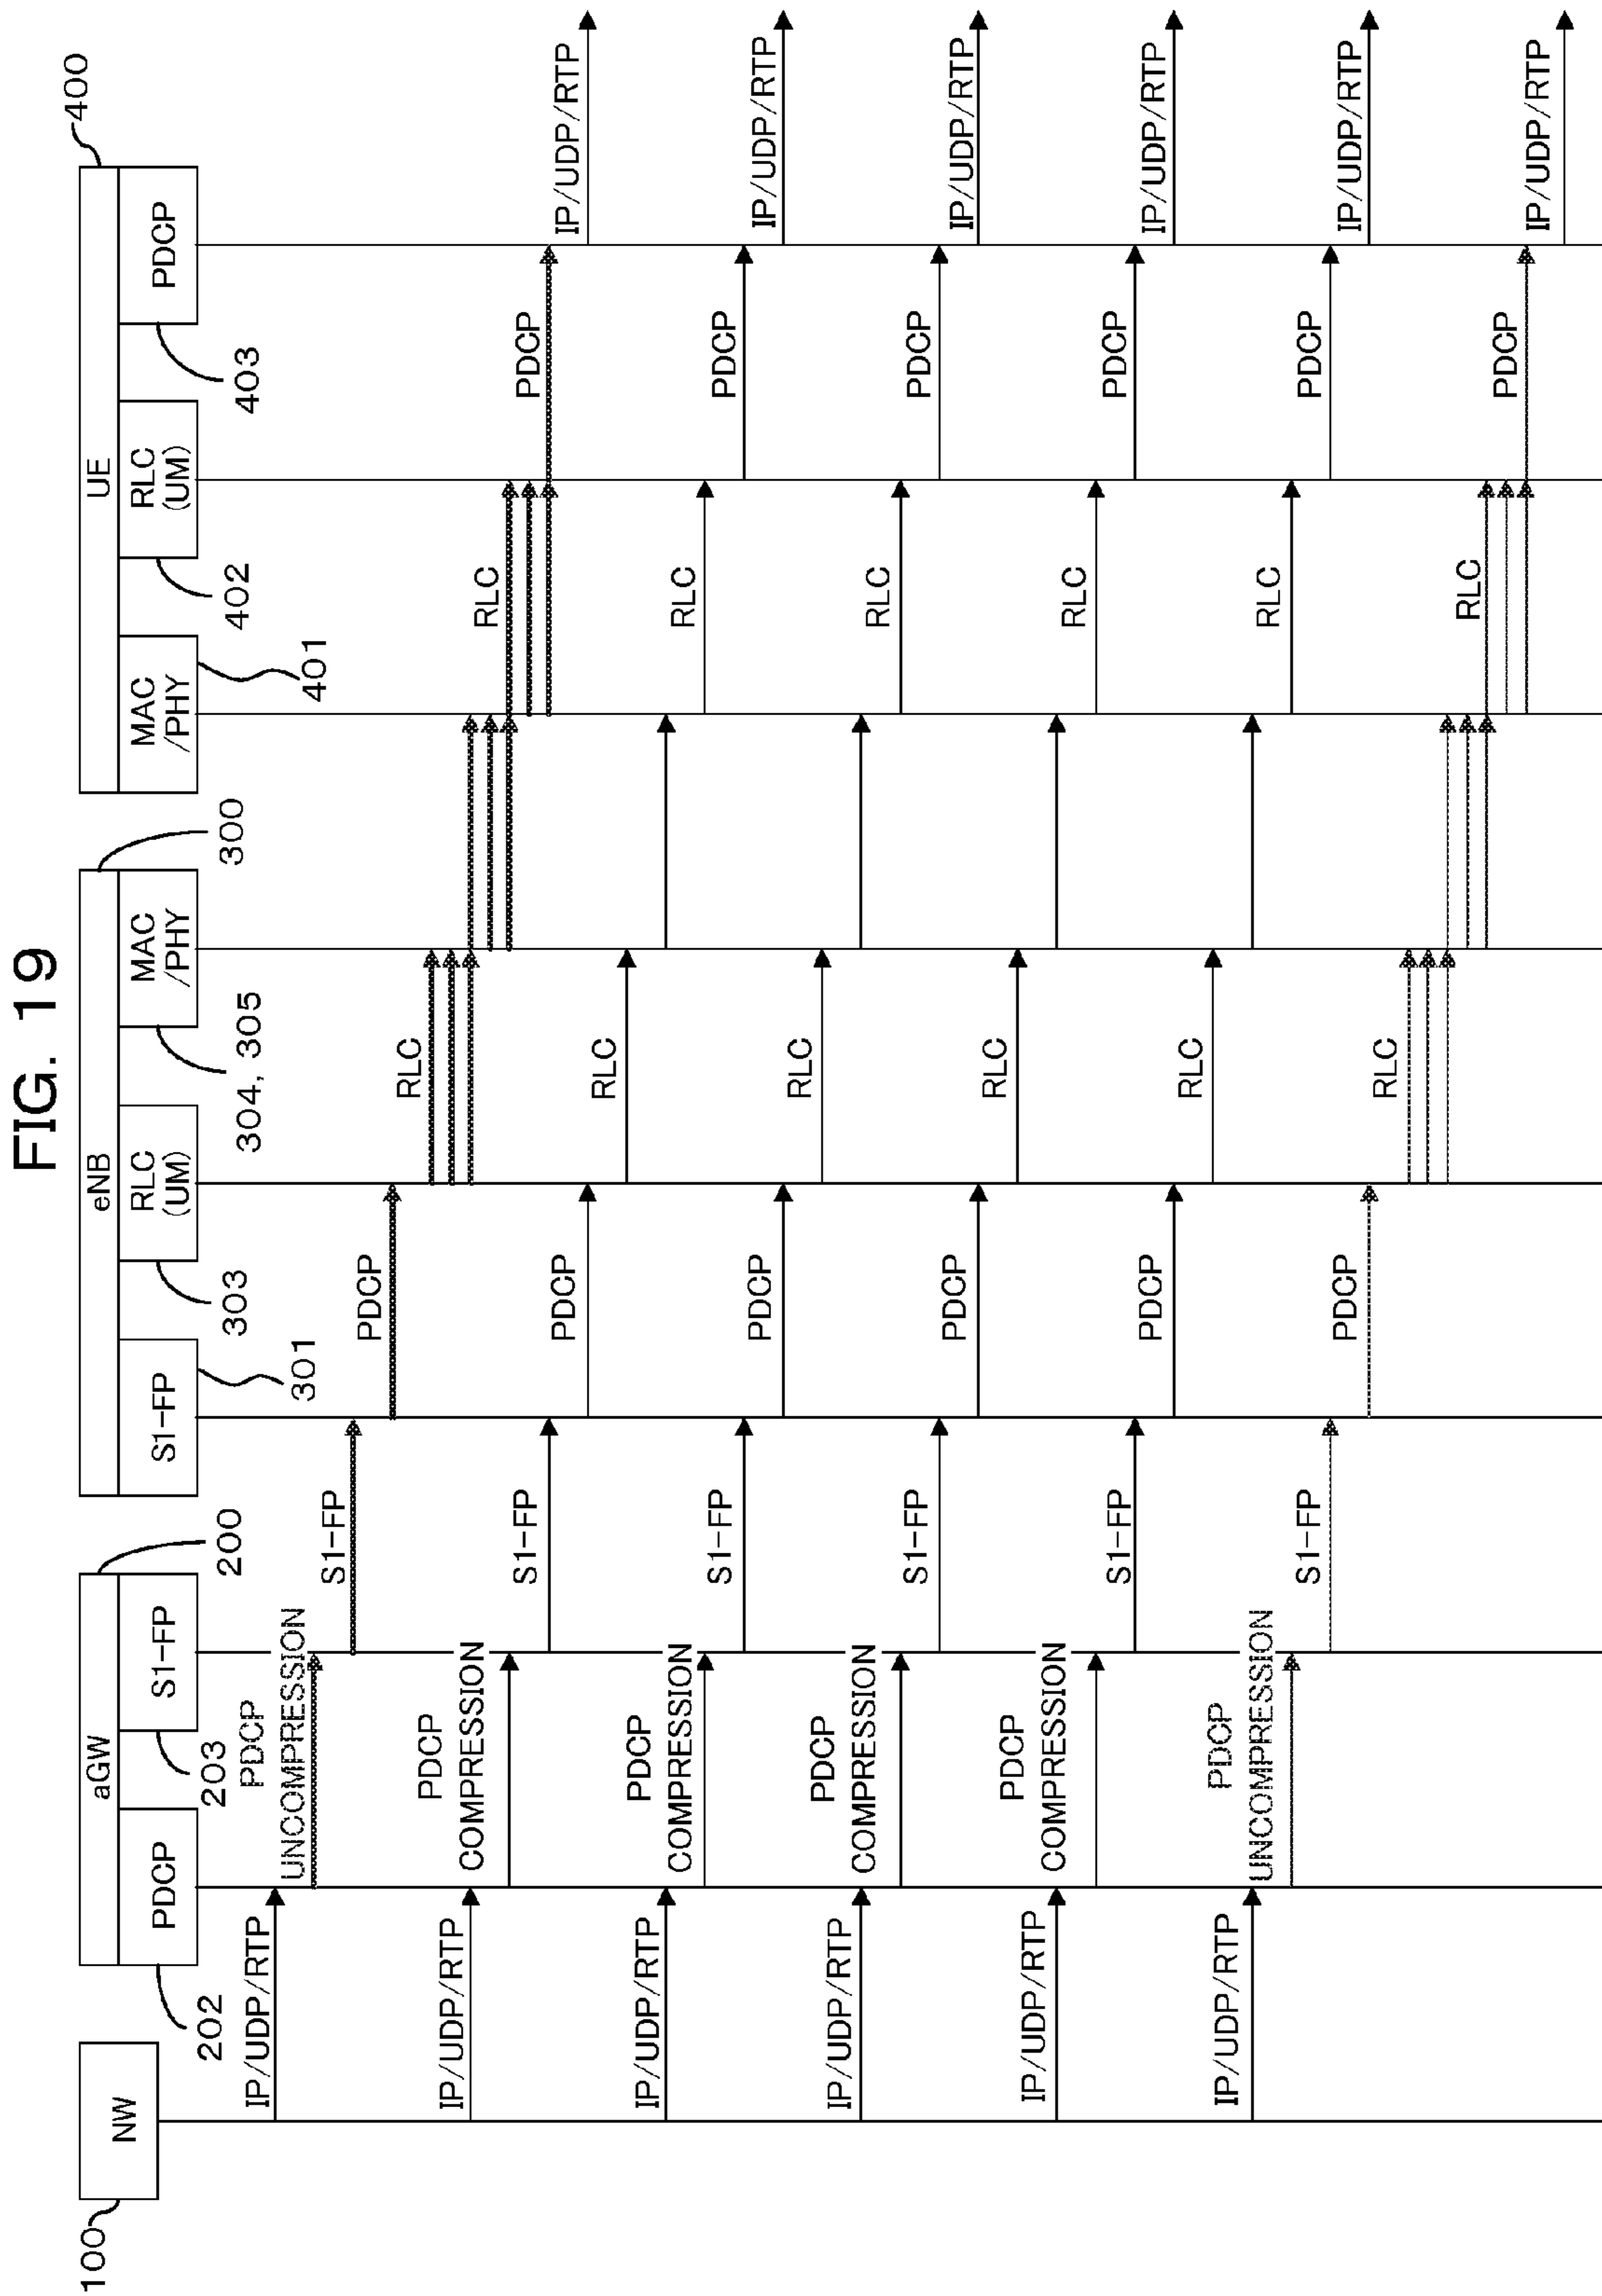 FIG. 19
100
NW
aGW
200
PDCP
S1-FP
202
203
eNB
300
S1-FP
RLC
(UM)
MAC
/PHY
301
303
304, 305
UE
400
MAC
/PHY
RLC
(UM)
PDCP
401
402
403
IP/UDP/RTP
PDCP
UNCOMPRESSION
S1-FP
PDCP
RLC
RLC
PDCP
IP/UDP/RTP
IP/UDP/RTP
PDCP
COMPRESSION
S1-FP
PDCP
RLC
RLC
PDCP
IP/UDP/RTP
IP/UDP/RTP
PDCP
COMPRESSION
S1-FP
PDCP
RLC
RLC
PDCP
IP/UDP/RTP
IP/UDP/RTP
PDCP
COMPRESSION
S1-FP
PDCP
RLC
RLC
PDCP
IP/UDP/RTP
IP/UDP/RTP
PDCP
COMPRESSION
S1-FP
PDCP
RLC
RLC
PDCP
IP/UDP/RTP
IP/UDP/RTP
PDCP
UNCOMPRESSION
S1-FP
PDCP
RLC
RLC
PDCP
IP/UDP/RTP